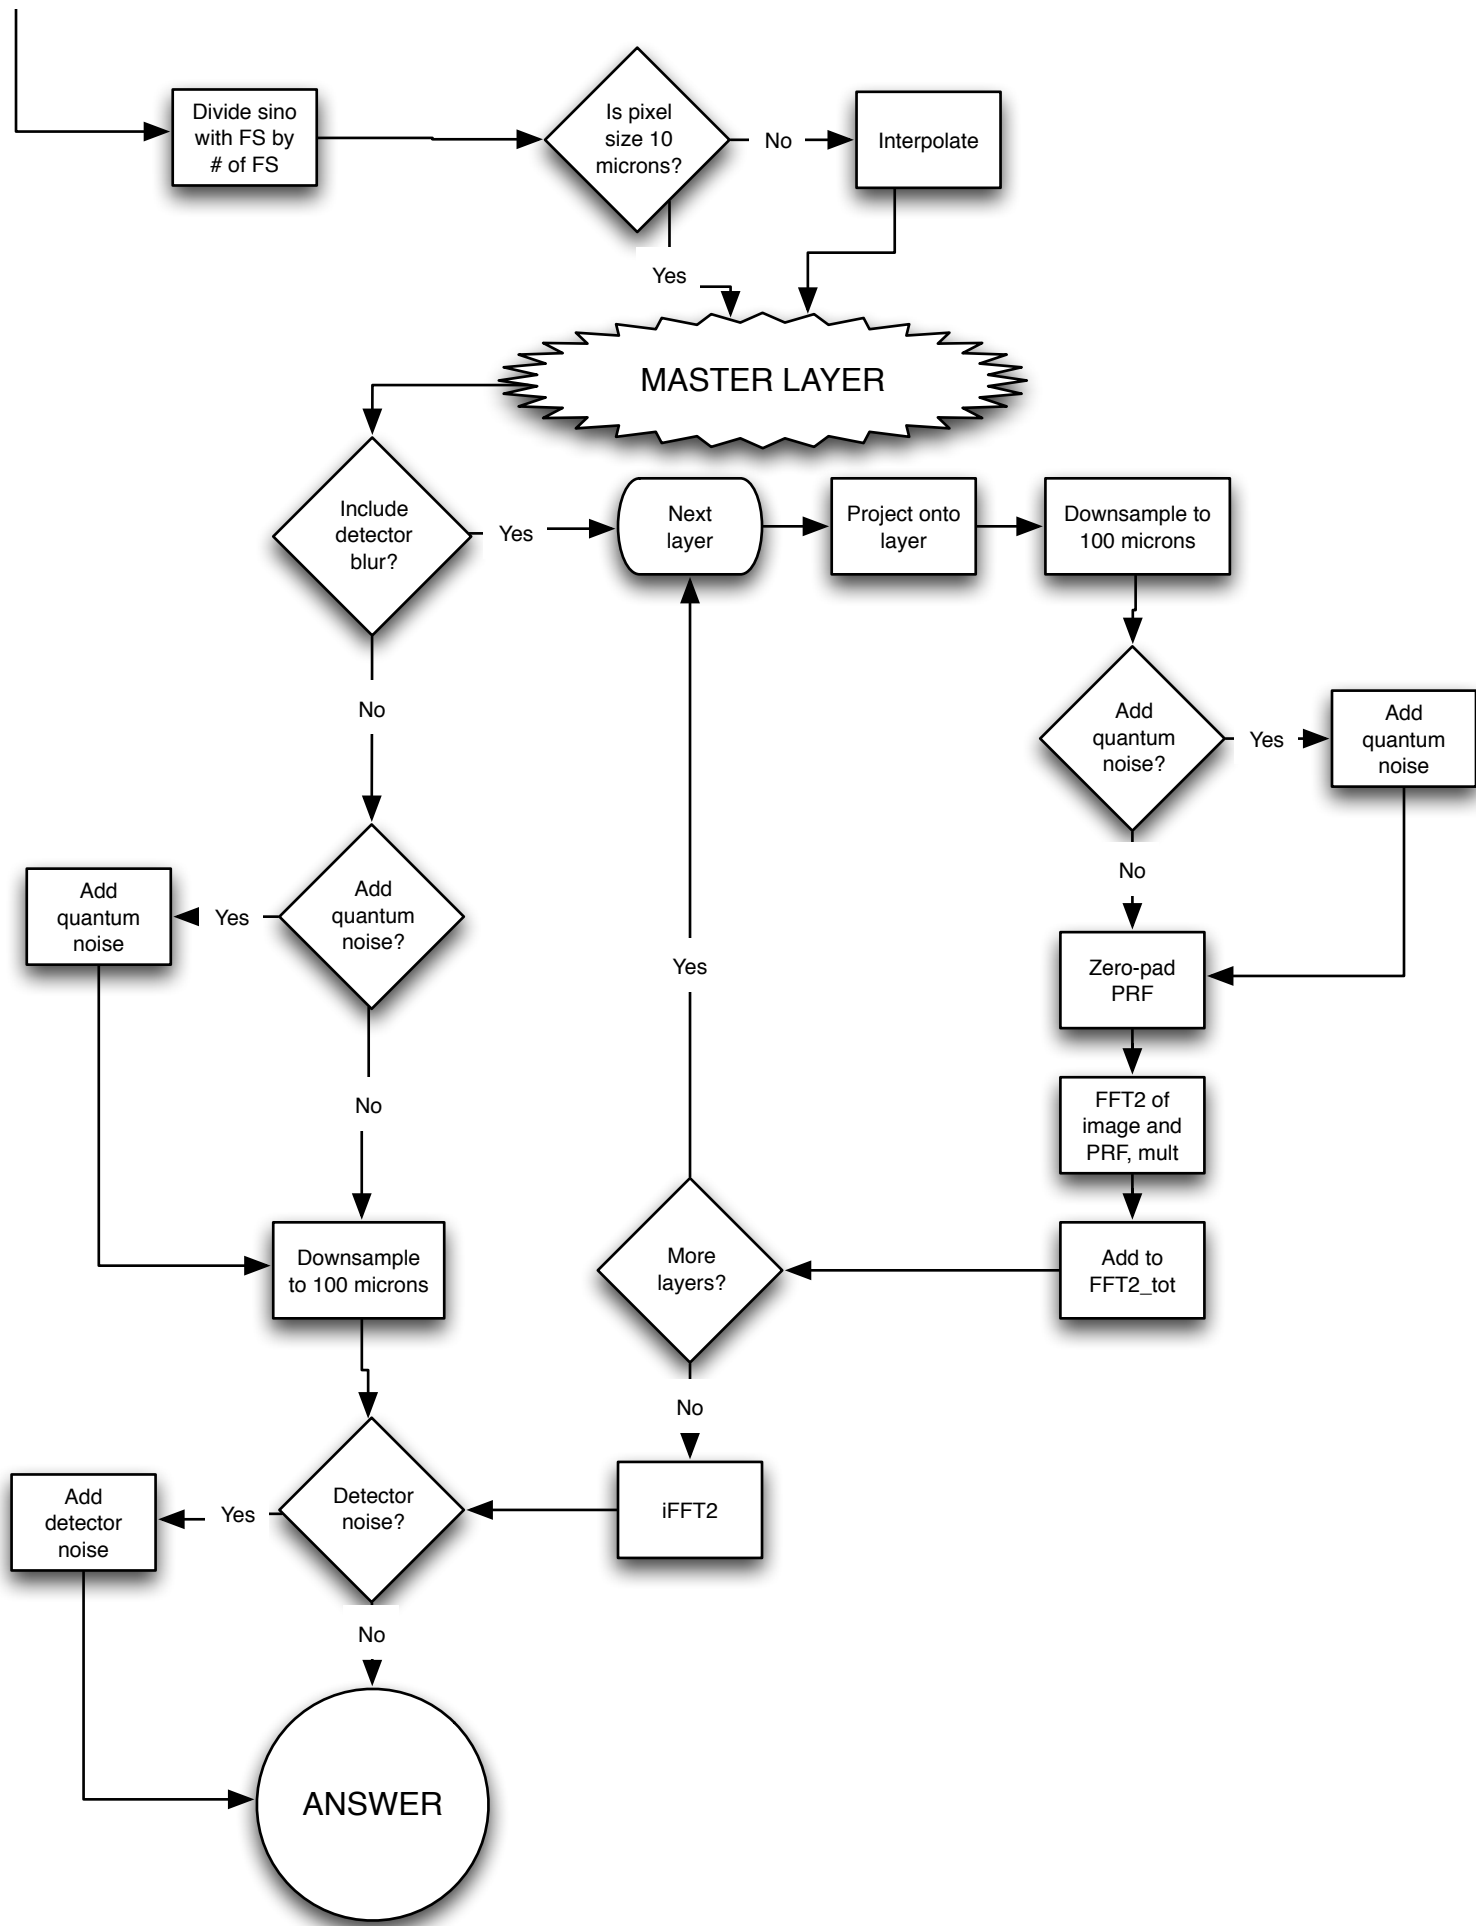 Divide sino
with FS by
# of FS
Is pixel
size 10
microns?
No
Interpolate
Yes
MASTER LAYER
Include
detector
blur?
Yes
Next
layer
Project onto
layer
Downsample to
100 microns
No
Add
quantum
noise?
Yes
Add
quantum
noise
No
Add
quantum
noise
Yes
Add
quantum
noise?
Yes
Zero-pad
PRF
No
FFT2 of
image and
PRF, mult
Downsample
to 100 microns
More
layers?
Add to
FFT2_tot
No
Add
detector
noise
Yes
Detector
noise?
iFFT2
No
ANSWER